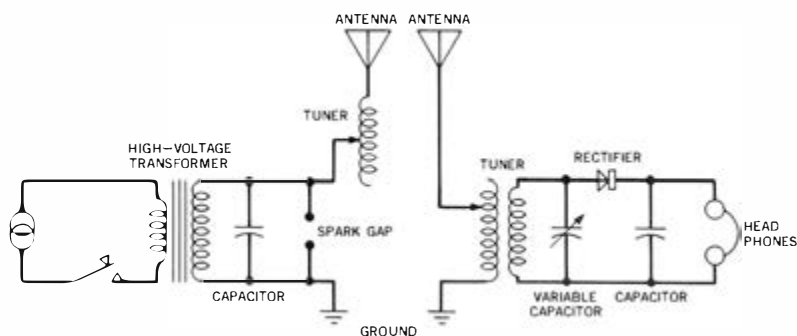 ANTENNA
ANTENNA
TUNER
HIGH-VOLTAGE
TRANSFORMER
TUNER
RECTIFIER
SPARK GAP
HEAD
PHONES
CAPACITOR
VARIABLE
CAPACITOR
CAPACITOR
GROUND